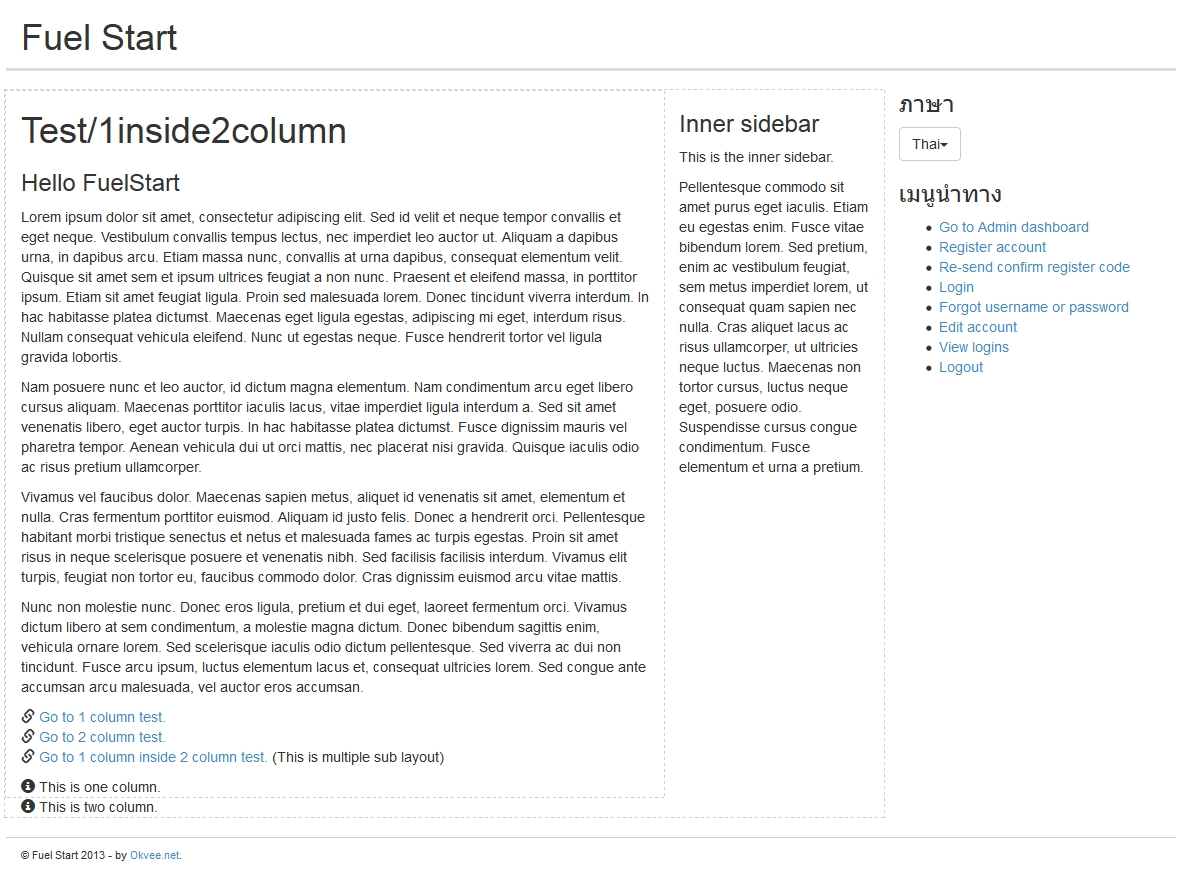 Fuel Start
Test/1inside2column
Hello FuelStart
Lorem ipsum dolor sit amet, consectetur adipiscing elit. Sed id velit et neque tempor convallis et
eget neque. Vestibulum convallis tempus lectus, nec imperdiet leo auctor ut. Aliquam a dapibus
urna, in dapibus arcu. Etiam massa nunc, convallis at urna dapibus, consequat elementum velit.
Quisque sit amet sem et ipsum ultrices feugiat a non nunc. Praesent et eleifend massa, in porttitor
ipsum. Etiam sit amet feugiat ligula. Proin sed malesuada lorem. Donec tincidunt viverra interdum. In
hac habitasse platea dictumst. Maecenas eget ligula egestas, adipiscing mi eget, interdum risus.
Nullam consequat vehicula eleifend. Nunc ut egestas neque. Fusce hendrerit tortor vel ligula
gravida lobortis.
Nam posuere nunc et leo auctor, id dictum magna elementum. Nam condimentum arcu eget libero
cursus aliquam. Maecenas porttitor iaculis lacus, vitae imperdiet ligula interdum a. Sed sit amet
venenatis libero, eget auctor turpis. In hac habitasse platea dictumst. Fusce dignissim mauris vel
pharetra tempor. Aenean vehicula dui ut orci mattis, nec placerat nisi gravida. Quisque iaculis odio
ac risus pretium ullamcorper.
Vivamus vel faucibus dolor. Maecenas sapien metus, aliquet id venenatis sit amet, elementum et
nulla. Cras fermentum porttitor euismod. Aliquam id justo felis. Donec a hendrerit orci. Pellentesque
habitant morbi tristique senectus et netus et malesuada fames ac turpis egestas. Proin sit amet
risus in neque scelerisque posuere et venenatis nibh. Sed facilisis facilisis interdum. Vivamus elit
turpis, feugiat non tortor eu, faucibus commodo dolor. Cras dignissim euismod arcu vitae mattis.
Nunc non molestie nunc. Donec eros ligula, pretium et dui eget, laoreet fermentum orci. Vivamus
dictum libero at sem condimentum, a molestie magna dictum. Donec bibendum sagittis enim,
vehicula ornare lorem. Sed scelerisque iaculis odio dictum pellentesque. Sed viverra ac dui non
tincidunt. Fusce arcu ipsum, luctus elementum lacus et, consequat ultricies lorem. Sed congue ante
accumsan arcu malesuada, vel auctor eros accumsan.
Go to 1 column test.
Go to 2 column test.
Go to 1 column inside 2 column test. (This is multiple sub layout)
This is one column.
This is two column.
Inner sidebar
This is the inner sidebar.
Pellentesque commodo sit
amet purus eget iaculis. Etiam
eu egestas enim. Fusce vitae
bibendum lorem. Sed pretium,
enim ac vestibulum feugiat,
sem metus imperdiet lorem, ut
consequat quam sapien nec
nulla. Cras aliquet lacus ac
risus ullamcorper, ut ultricies
neque luctus. Maecenas non
tortor cursus, luctus neque
eget, posuere odio.
Suspendisse cursus congue
condimentum. Fusce
elementum et urna a pretium.
ภาษา
Thai
เมนูนำทาง
Go to Admin dashboard
Register account
Re-send confirm register code
Login
Forgot username or password
Edit account
View logins
Logout
© Fuel Start 2013 - by Okvee.net.